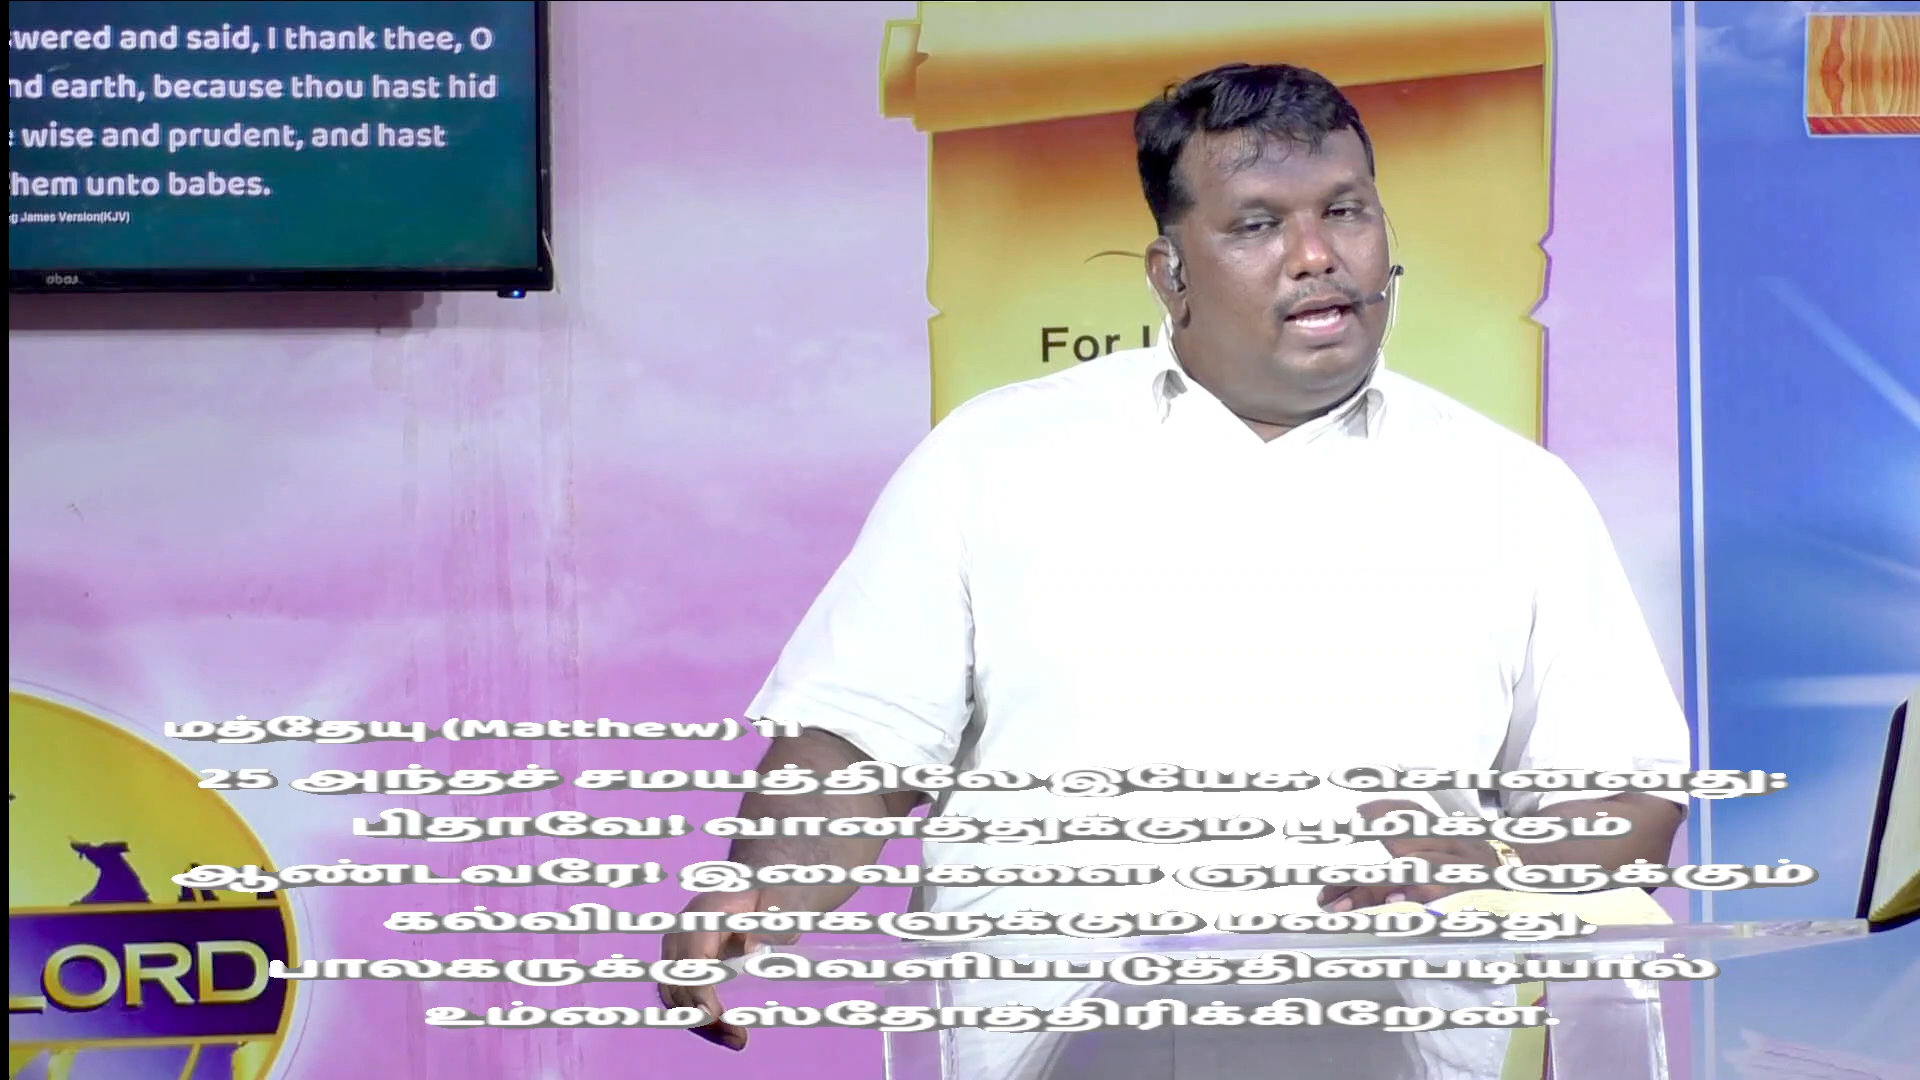 wered and said, I thank thee, O
nd earth, because thou hast hid
wise and prudent, and hast
hem unto babes.
g James Version(KJV)
abaj
For
LORD
மத்தேயு (Matthew) 11
25 அந்தச் சமயத்திலே இயேசு சொன்னது:
பிதாவே! வானத்துக்கும் பூமிக்கும்
ஆண்டவரே! இவைகளை ஞானிகளுக்கும்
கல்விமான்களுக்கும் மறைத்து,
பாலகருக்கு வெளிப்படுத்தினபடியால்
உம்மை ஸ்தோத்திரிக்கிறேன்.